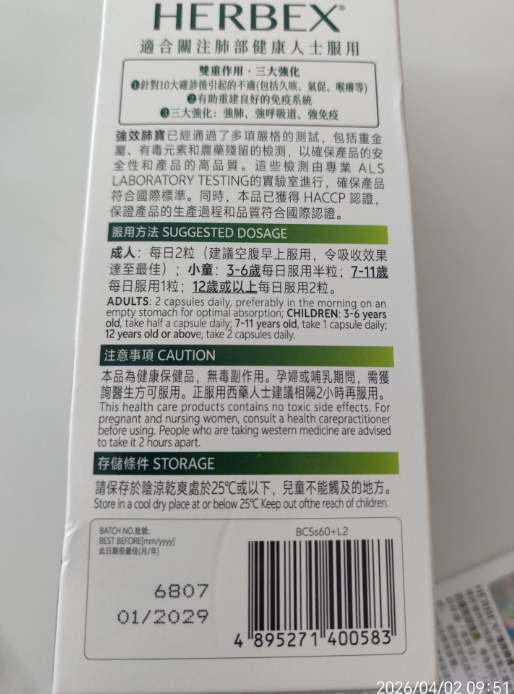 HERBEX®
適合關注肺部健康人士服用
雙重作用．三大強化
❶針對10大確診後引起的不適(包括久咳、氣促、喉癢等)
❷有助重建良好的免疫系統
❸三大強化：強肺、強呼吸道、強免疫
強效肺寶已經通過了多項嚴格的測試，包括重金
屬、有毒元素和農藥殘留的檢測，以確保產品的安
全性和產品的高品質。這些檢測由專業 ALS
LABORATORY TESTING的實驗室進行，確保產品
符合國際標準。同時，本品已獲得 HACCP 認證，
保證產品的生產過程和品質符合國際認證。
服用方法 SUGGESTED DOSAGE
成人：每日2粒（建議空腹早上服用，令吸收效果
達至最佳）；小童：3-6歲每日服用半粒；7-11歲
每日服用1粒；12歲或以上每日服用2粒。
ADULTS: 2 capsules daily, preferably in the morning on an
empty stomach for optimal absorption; CHILDREN: 3-6 years
old, take half a capsule daily; 7-11 years old, take 1 capsule daily;
12 years old or above, take 2 capsules daily.
注意事項 CAUTION
本品為健康保健品，無毒副作用。孕婦或哺乳期間，需獲
詢醫生方可服用。正服用西藥人士建議相隔2小時再服用。
This health care products contains no toxic side effects. For
pregnant and nursing women, consult a health carepractitioner
before using. People who are taking western medicine are advised
to take it 2 hours apart.
存儲條件 STORAGE
請保存於陰涼乾爽處於25℃或以下，兒童不能觸及的地方。
Store in a cool dry place at or below 25℃ Keep out ofthe reach of children.
BATCH NO.批號:
BEST BEFORE[mm/yyyy]
此日期前最佳(月/年)
BC5s60+L2
6807
01/2029
4 895271 400583
2026/04/02 09:51